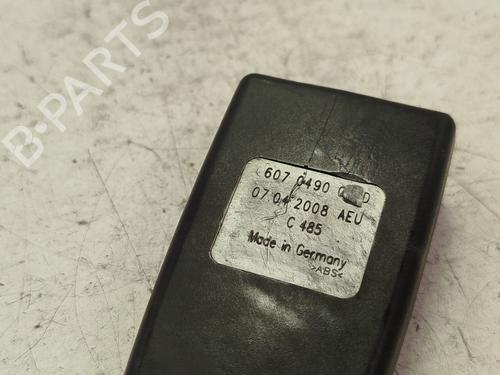 B-PARTS
607 0490
07 04 2008 AEU
C 485
Made in Germany
>ABS<